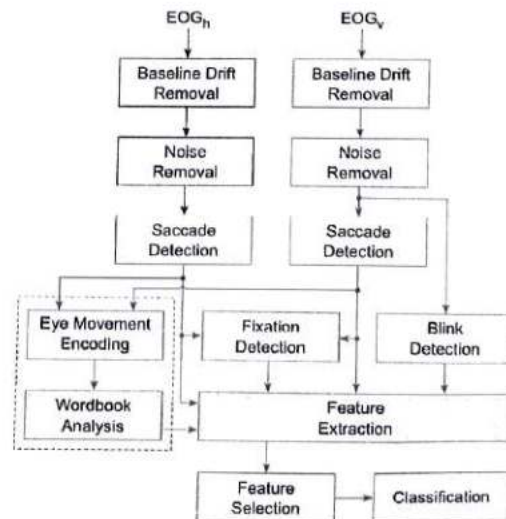 EOGh
EOGv
Baseline Drift
Removal
Baseline Drift
Removal
Noise
Removal
Noise
Removal
Saccade
Detection
Saccade
Detection
Eye Movement
Encoding
Fixation
Detection
Blink
Detection
Wordbook
Analysis
Feature
Extraction
Feature
Selection
Classification